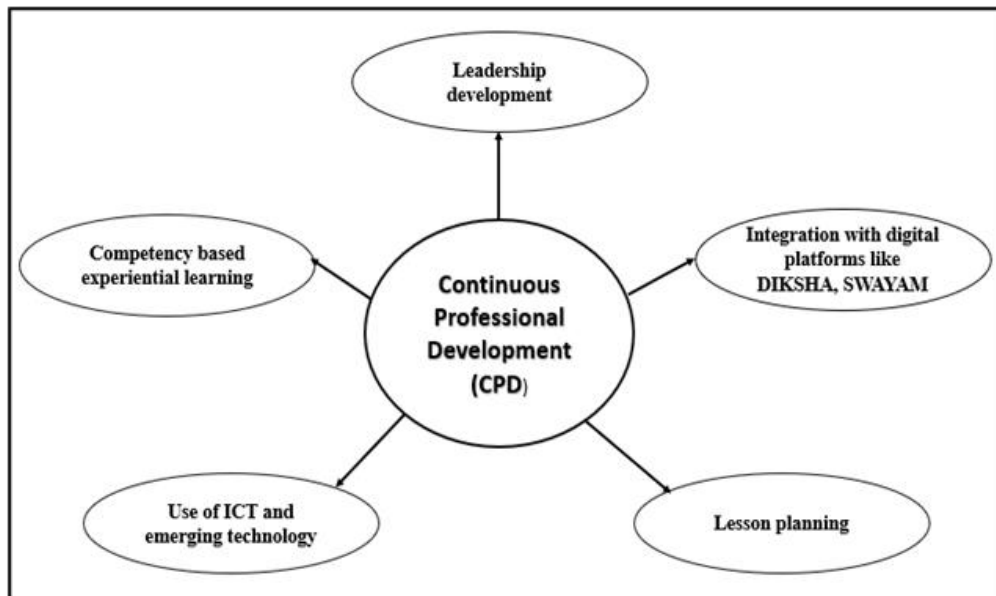 Leadership
development
Competency based
experiential learning
Integration with digital
platforms like
DIKSHA, SWAYAM
Continuous
Professional
Development
(CPD)
Use of ICT and
emerging technology
Lesson planning